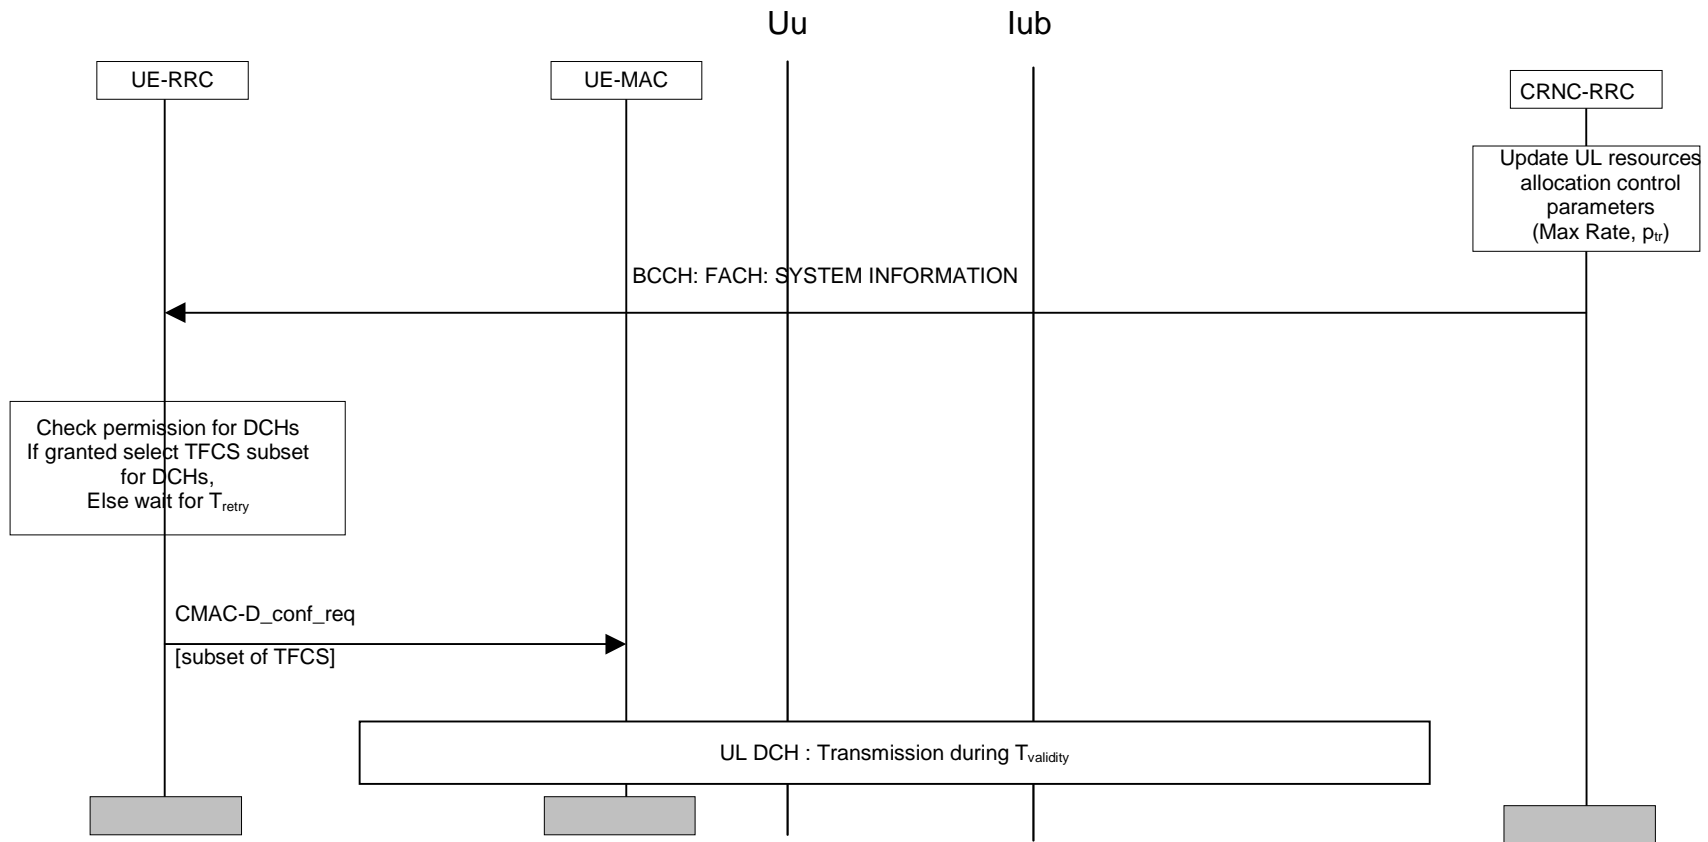 Uu
Iub
UE-RRC
UE-MAC
CRNC-RRC
Update UL resources
allocation control
parameters
(Max Rate, ptr)
BCCH: FACH: SYSTEM INFORMATION
Check permission for DCHs
If granted select TFCS subset
for DCHs,
Else wait for Tretry
CMAC-D_conf_req
[subset of TFCS]
UL DCH : Transmission during Tvalidity